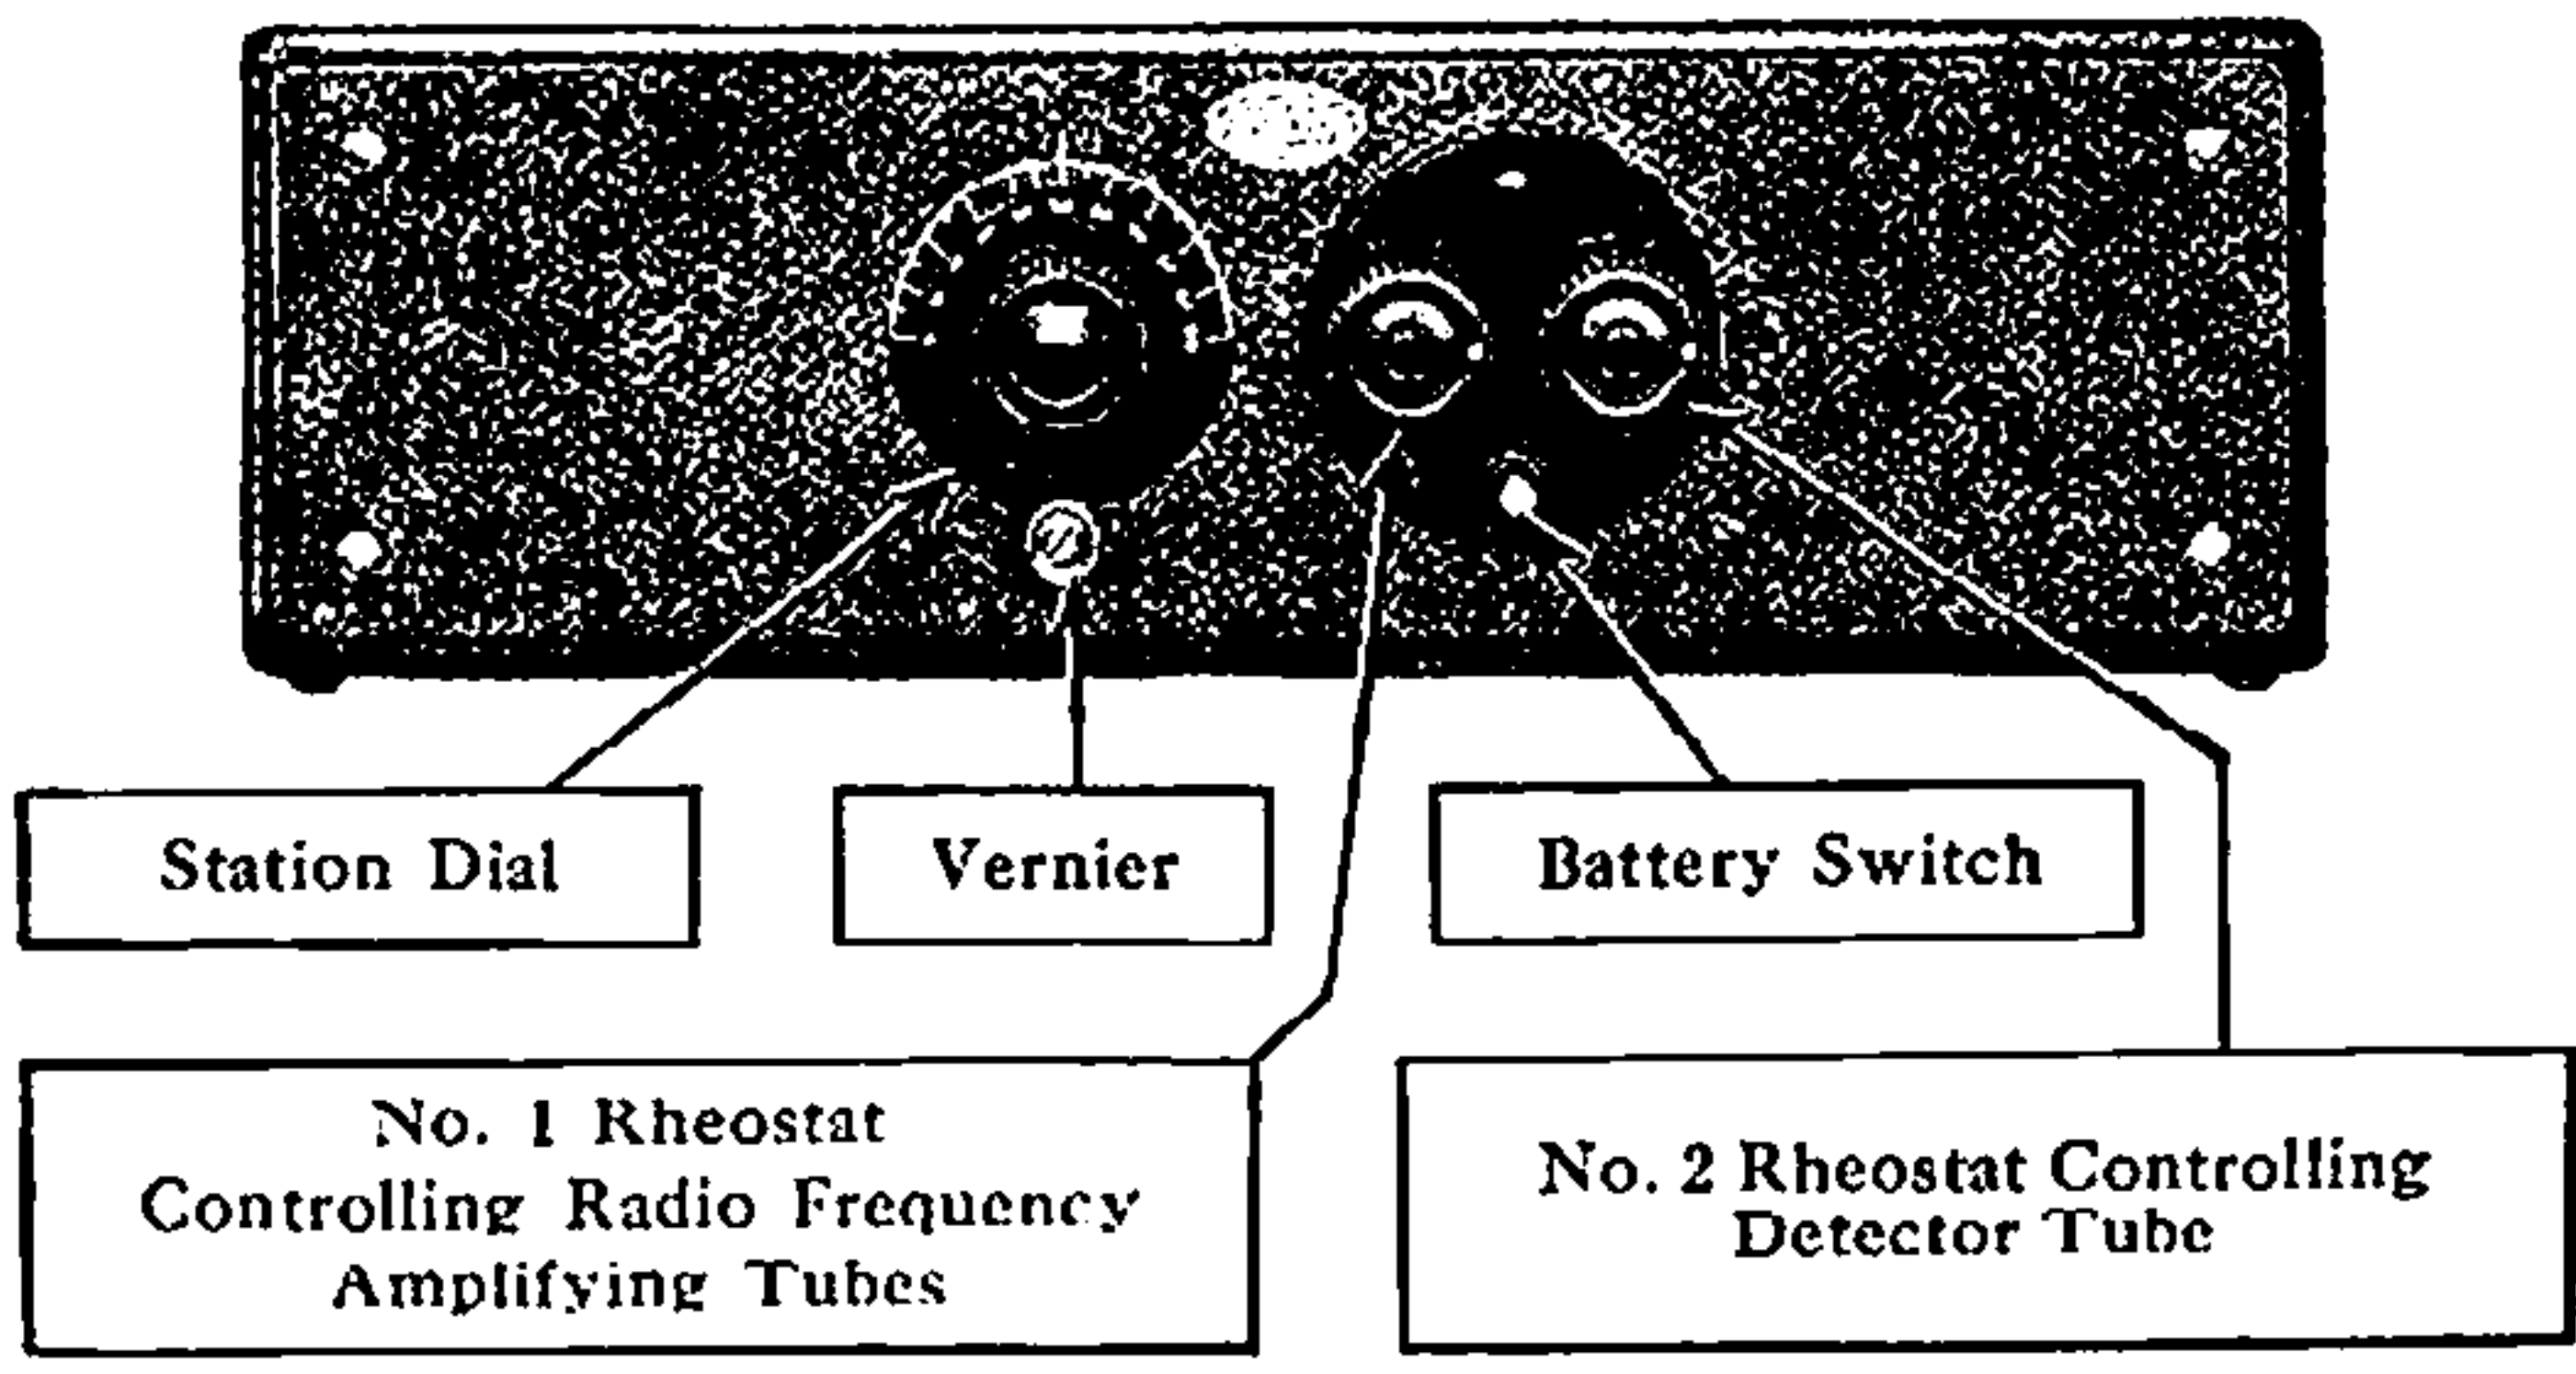 Station Dial
Vernier
Battery Switch
No. 1 Rheostat
Controlling Radio Frequency
Amplifying Tubes
No. 2 Rheostat Controlling
Detector Tube